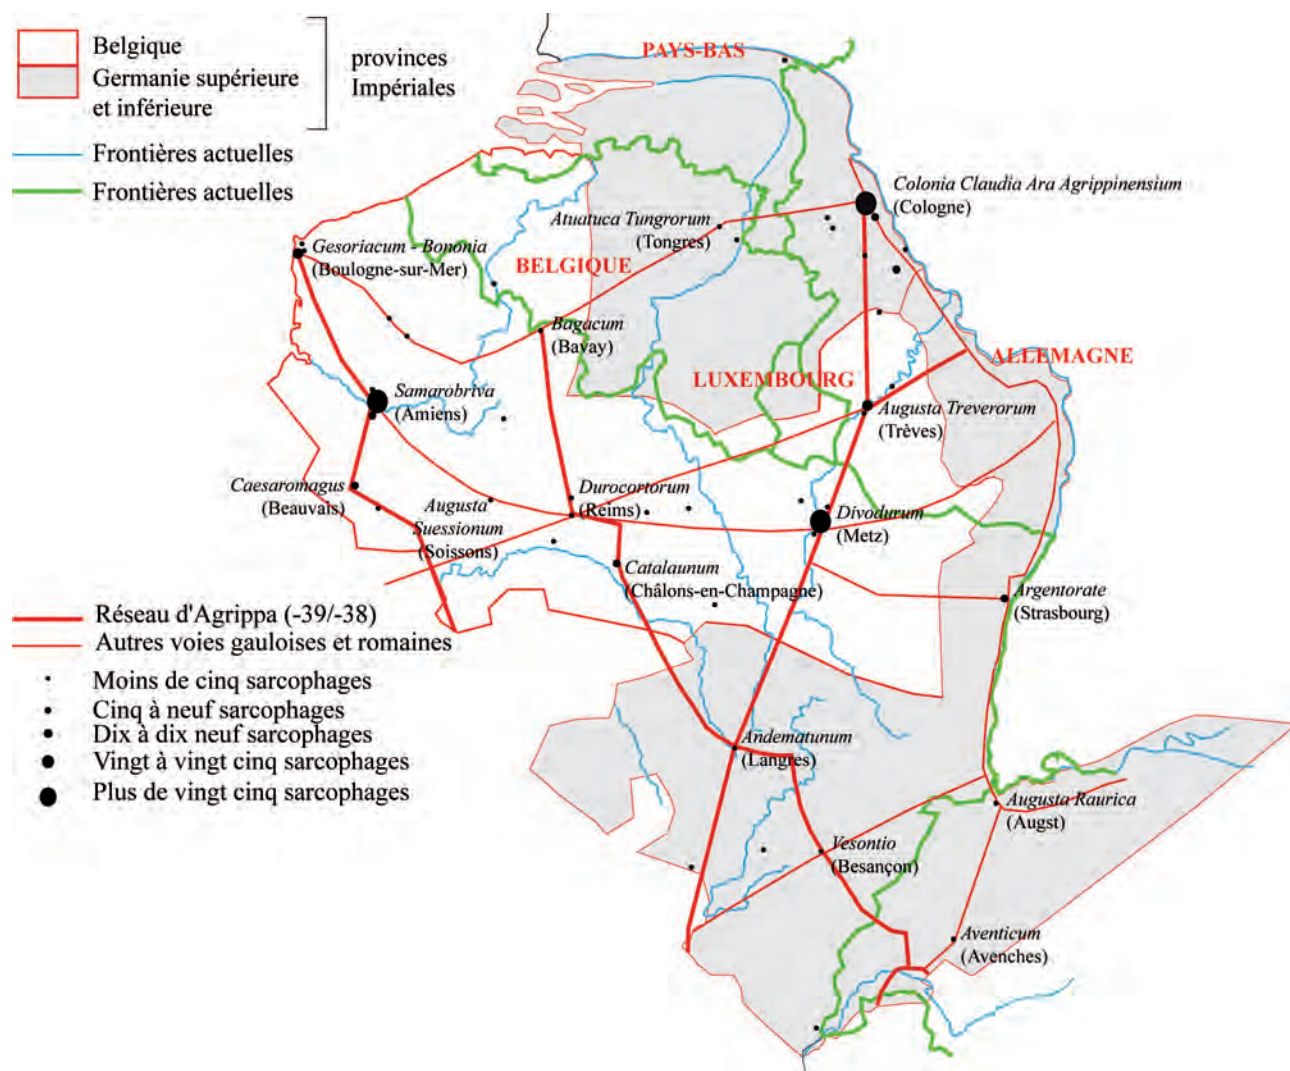 Belgique
Germanie supérieure
et inférieure
provinces
Impériales
Frontières actuelles
Frontières actuelles
PAYS-BAS
Colonia Claudia Ara Agrippinensium
(Cologne)
Atuatuca Tungrorum
(Tongres)
Gesoriacum - Bononia
(Boulogne-sur-Mer)
BELGIQUE
Bagacum
(Bavay)
ALLEMAGNE
LUXEMBOURG
Samarobriva
(Amiens)
Augusta Treverorum
(Trèves)
Caesaromagus
(Beauvais)
Augusta
Suessionum
(Soissons)
Durocortorum
(Reims)
Divodurum
(Metz)
Catalaunum
(Châlons-en-Champagne)
Argentorate
(Strasbourg)
Réseau d'Agrippa (-39/-38)
Autres voies gauloises et romaines
Moins de cinq sarcophages
Cinq à neuf sarcophages
Dix à dix neuf sarcophages
Vingt à vingt cinq sarcophages
Plus de vingt cinq sarcophages
Andematunum
(Langres)
Augusta Raurica
(Augst)
Vesontio
(Besançon)
Aventicum
(Avenches)